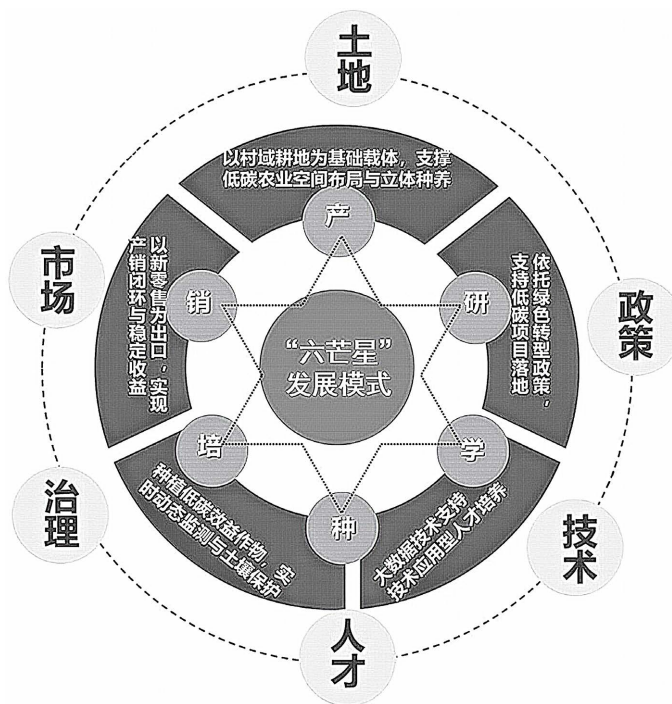 土地
以村域耕地为基础载体，支撑
低碳农业空间布局与立体种养
产
市场
以新零售为出口，实现
产销闭环与稳定收益
销
研
依托绿色转型政策，
支持低碳项目落地
政策
“六芒星”
发展模式
培
学
治理
种植低碳效益作物，实
时动态监测与土壤保护
种
大数据技术支持
技术应用型人才培养
技术
人才